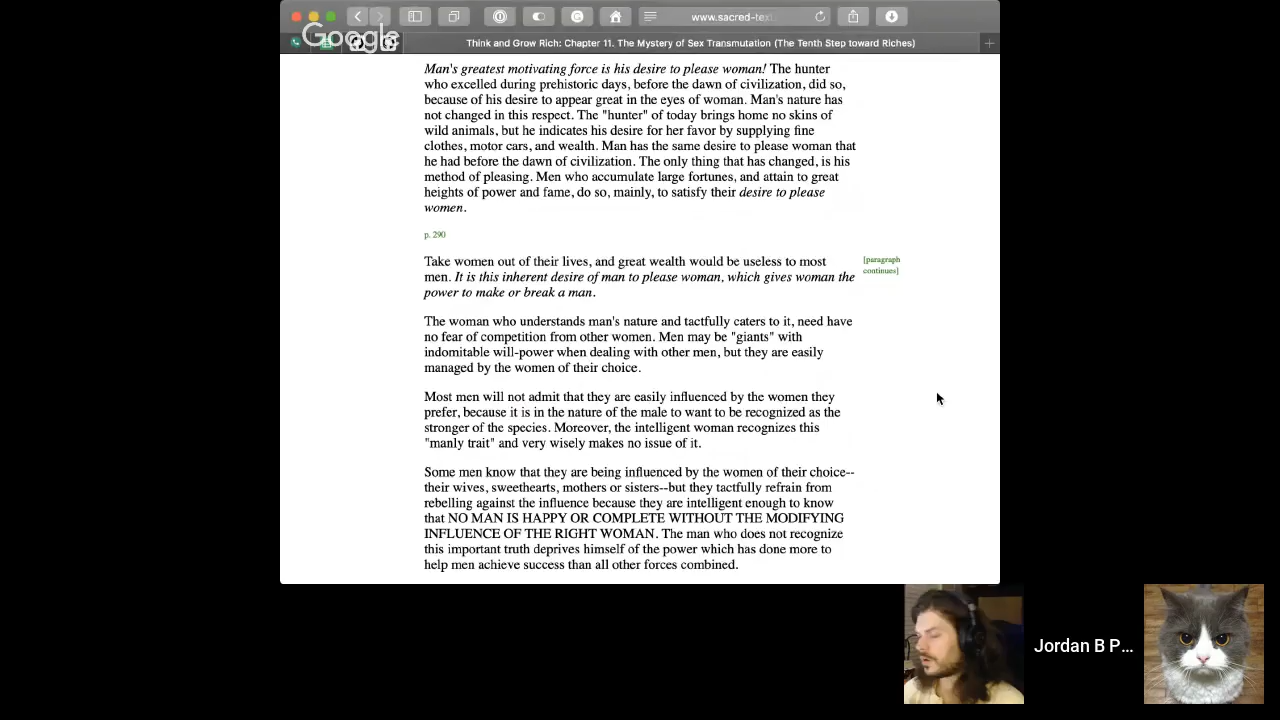 Google
www.sacred-tex
Think and Grow Rich: Chapter 11. The Mystery of Sex Transmutation (The Tenth Step toward Riches)
Man's greatest motivating force is his desire to please woman! The hunter
who excelled during prehistoric days, before the dawn of civilization, did so,
because of his desire to appear great in the eyes of woman. Man's nature has
not changed in this respect. The "hunter" of today brings home no skins of
wild animals, but he indicates his desire for her favor by supplying fine
clothes, motor cars, and wealth. Man has the same desire to please woman that
he had before the dawn of civilization. The only thing that has changed, is his
method of pleasing. Men who accumulate large fortunes, and attain to great
heights of power and fame, do so, mainly, to satisfy their desire to please
women.
p. 290
Take women out of their lives, and great wealth would be useless to most
men. It is this inherent desire of man to please woman, which gives woman the
power to make or break a man.
[paragraph
continues]
The woman who understands man's nature and tactfully caters to it, need have
no fear of competition from other women. Men may be "giants" with
indomitable will-power when dealing with other men, but they are easily
managed by the women of their choice.
Most men will not admit that they are easily influenced by the women they
prefer, because it is in the nature of the male to want to be recognized as the
stronger of the species. Moreover, the intelligent woman recognizes this
"manly trait" and very wisely makes no issue of it.
Some men know that they are being influenced by the women of their choice--
their wives, sweethearts, mothers or sisters--but they tactfully refrain from
rebelling against the influence because they are intelligent enough to know
that NO MAN IS HAPPY OR COMPLETE WITHOUT THE MODIFYING
INFLUENCE OF THE RIGHT WOMAN. The man who does not recognize
this important truth deprives himself of the power which has done more to
help men achieve success than all other forces combined.
Jordan B P...